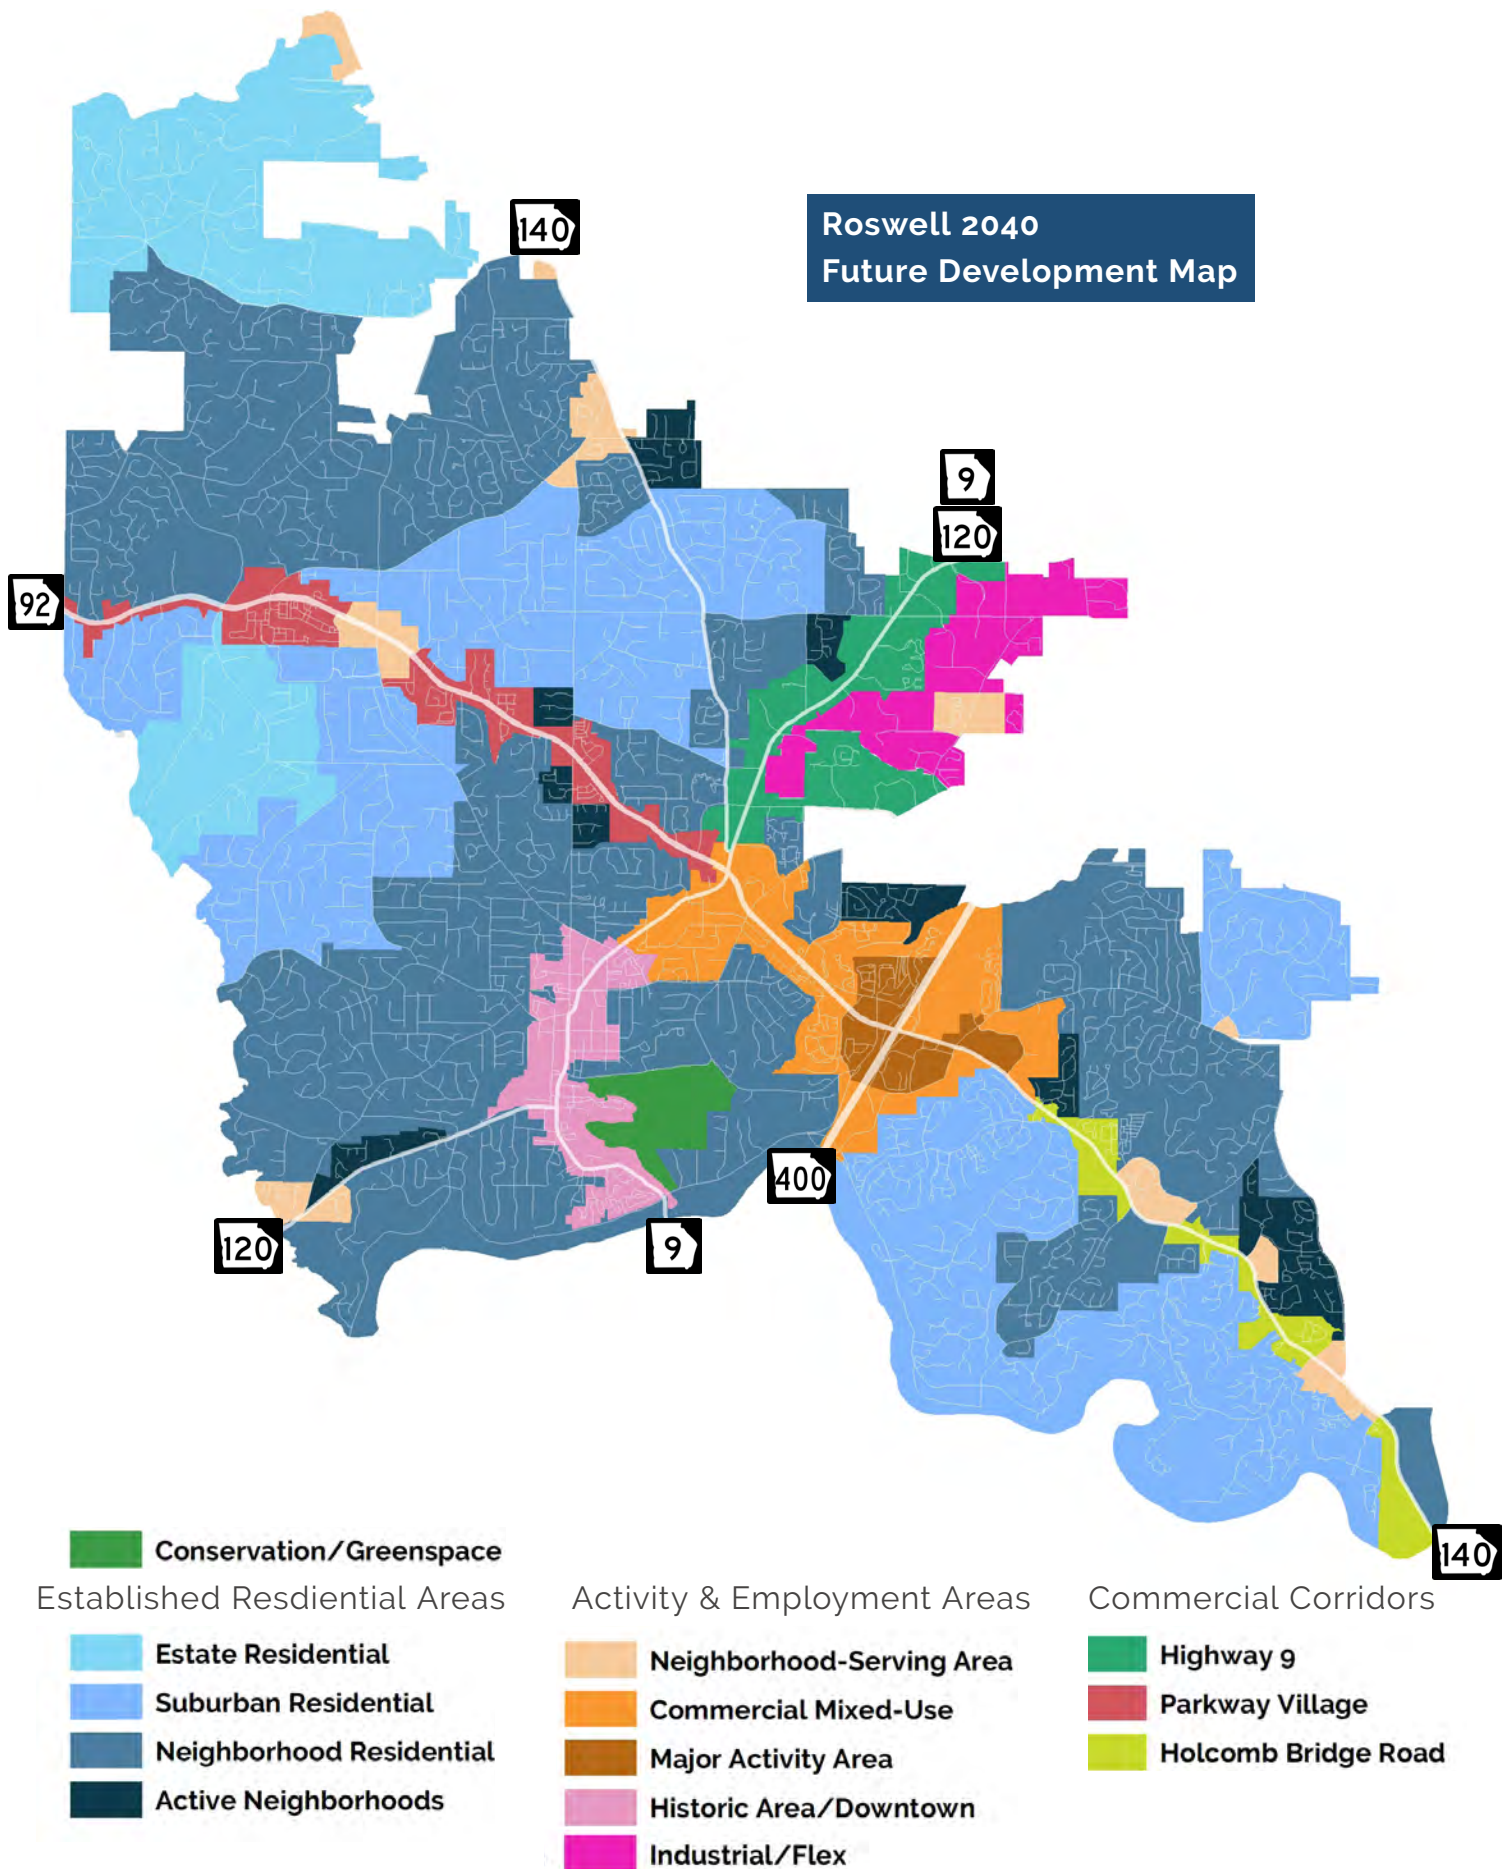 140
Roswell 2040
Future Development Map
9
120
92
400
120
9
140
Conservation/Greenspace
Established Resdiential Areas
Estate Residential
Suburban Residential
Neighborhood Residential
Active Neighborhoods
Activity & Employment Areas
Neighborhood-Serving Area
Commercial Mixed-Use
Major Activity Area
Historic Area/Downtown
Industrial/Flex
Commercial Corridors
Highway 9
Parkway Village
Holcomb Bridge Road